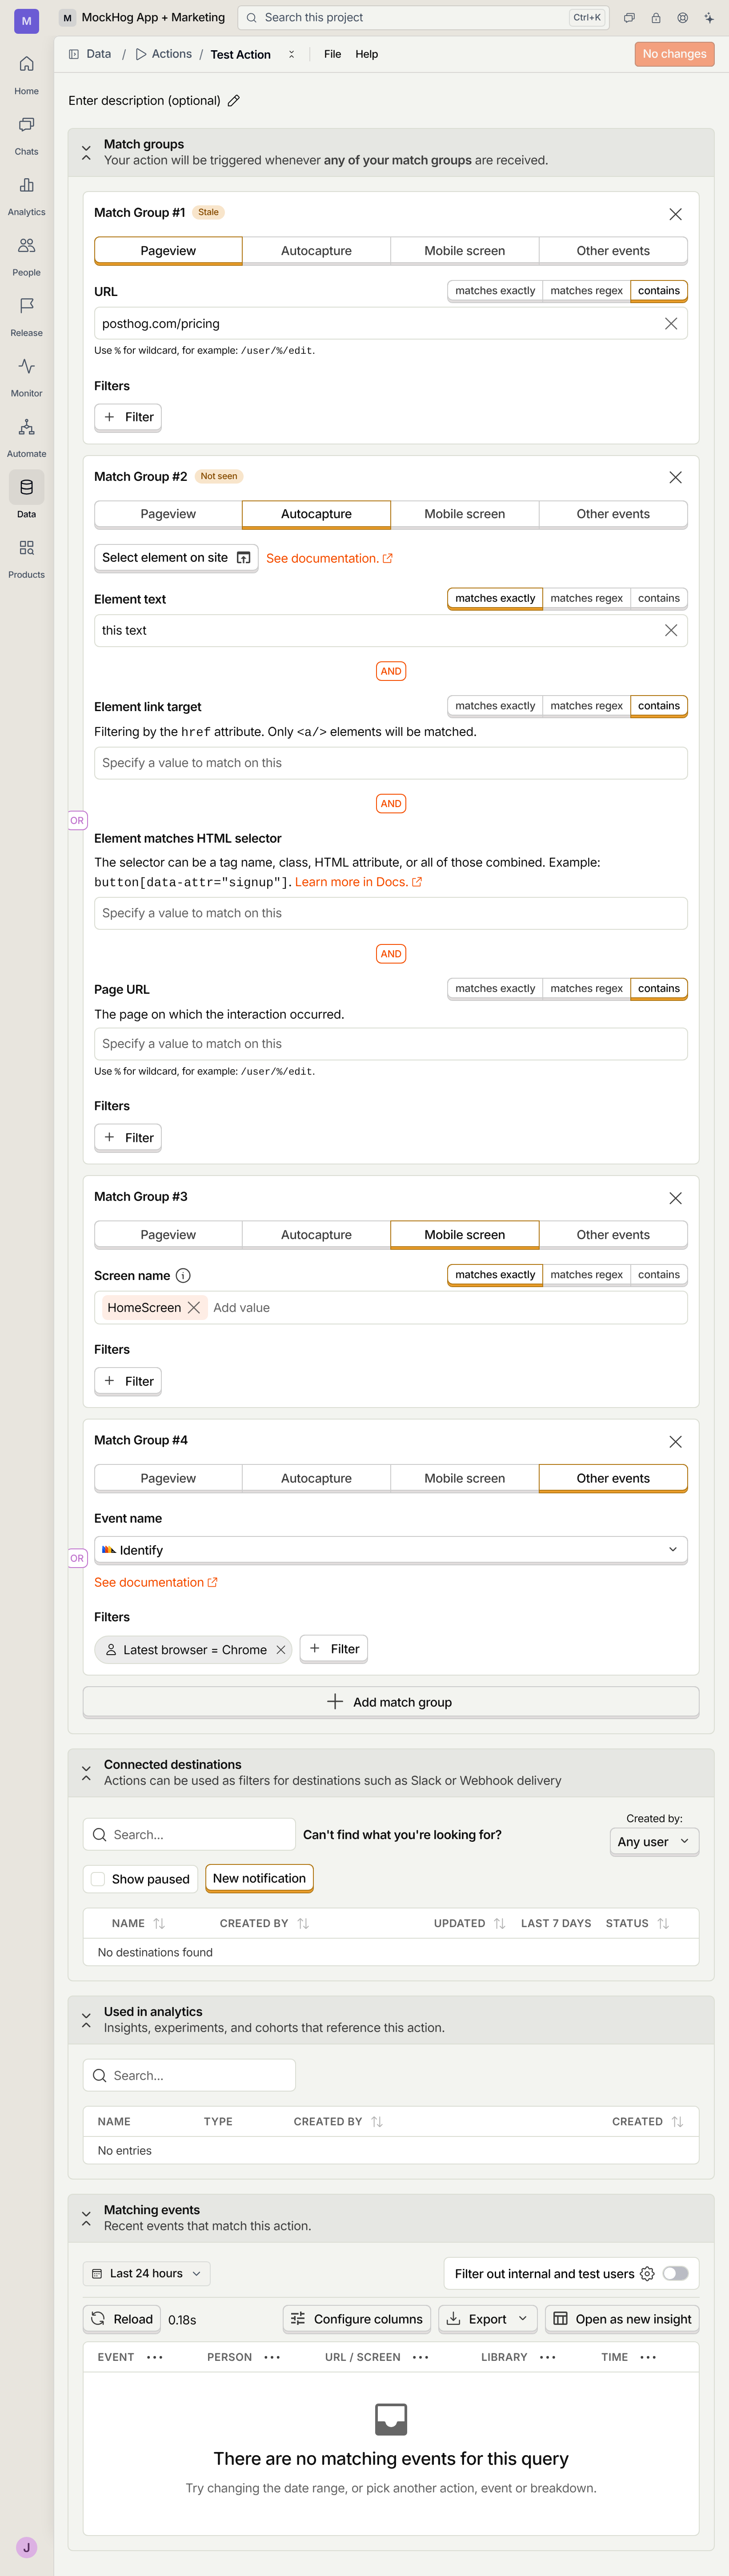 M
M MockHog App + Marketing
Search this project
Ctrl+K
Home
Chats
Analytics
People
Release
Monitor
Automate
Data
Products
J
Data / Actions / Test Action
File
Help
No changes
Enter description (optional)
Match groups
Your action will be triggered whenever any of your match groups are received.
Match Group #1 Stale
Pageview Autocapture Mobile screen Other events
URL matches exactly matches regex contains
posthog.com/pricing
Use % for wildcard, for example: /user/%/edit.
Filters
Filter
Match Group #2 Not seen
Pageview Autocapture Mobile screen Other events
Select element on site See documentation.
Element text matches exactly matches regex contains
this text
AND
Element link target matches exactly matches regex contains
Filtering by the href attribute. Only <a/> elements will be matched.
Specify a value to match on this
AND
OR
Element matches HTML selector
The selector can be a tag name, class, HTML attribute, or all of those combined. Example:
button[data-attr="signup"]. Learn more in Docs.
Specify a value to match on this
AND
Page URL matches exactly matches regex contains
The page on which the interaction occurred.
Specify a value to match on this
Use % for wildcard, for example: /user/%/edit.
Filters
Filter
Match Group #3
Pageview Autocapture Mobile screen Other events
Screen name matches exactly matches regex contains
HomeScreen Add value
Filters
Filter
Match Group #4
Pageview Autocapture Mobile screen Other events
Event name
OR
Identify
See documentation
Filters
Latest browser = Chrome Filter
Add match group
Connected destinations
Actions can be used as filters for destinations such as Slack or Webhook delivery
Search...
Can't find what you're looking for?
Created by:
Any user
Show paused New notification
NAME CREATED BY UPDATED LAST 7 DAYS STATUS
No destinations found
Used in analytics
Insights, experiments, and cohorts that reference this action.
Search...
NAME TYPE CREATED BY CREATED
No entries
Matching events
Recent events that match this action.
Last 24 hours Filter out internal and test users
Reload 0.18s Configure columns Export Open as new insight
EVENT PERSON URL / SCREEN LIBRARY TIME
There are no matching events for this query
Try changing the date range, or pick another action, event or breakdown.